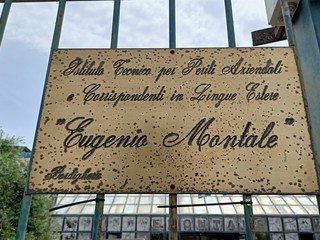 Istituto Tecnico per Periti Aziendali
e Corrispondenti in Lingue Estere
"Eugenio Montale"
Bordighera